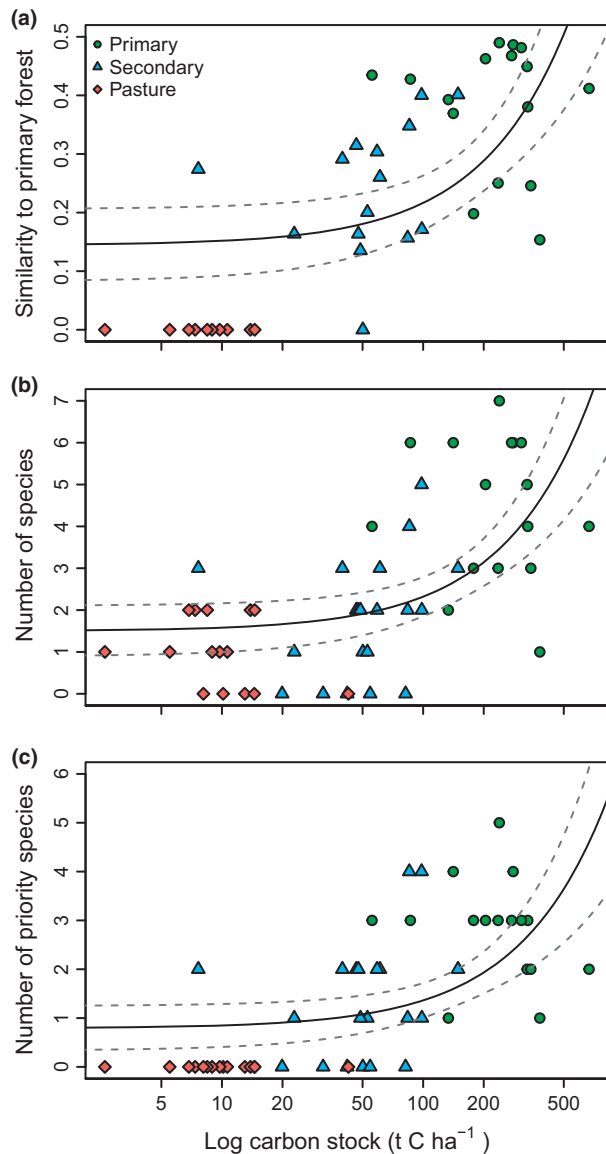 (a)
0.5
0.4
0.3
0.2
0.1
0.0
Similarity to primary forest
Primary
Secondary
Pasture
(b)
7
6
5
4
3
2
1
0
Number of species
(c)
6
5
4
3
2
1
0
Number of priority species
5 10 20 50 100 200 500
Log carbon stock (t C ha⁻¹)